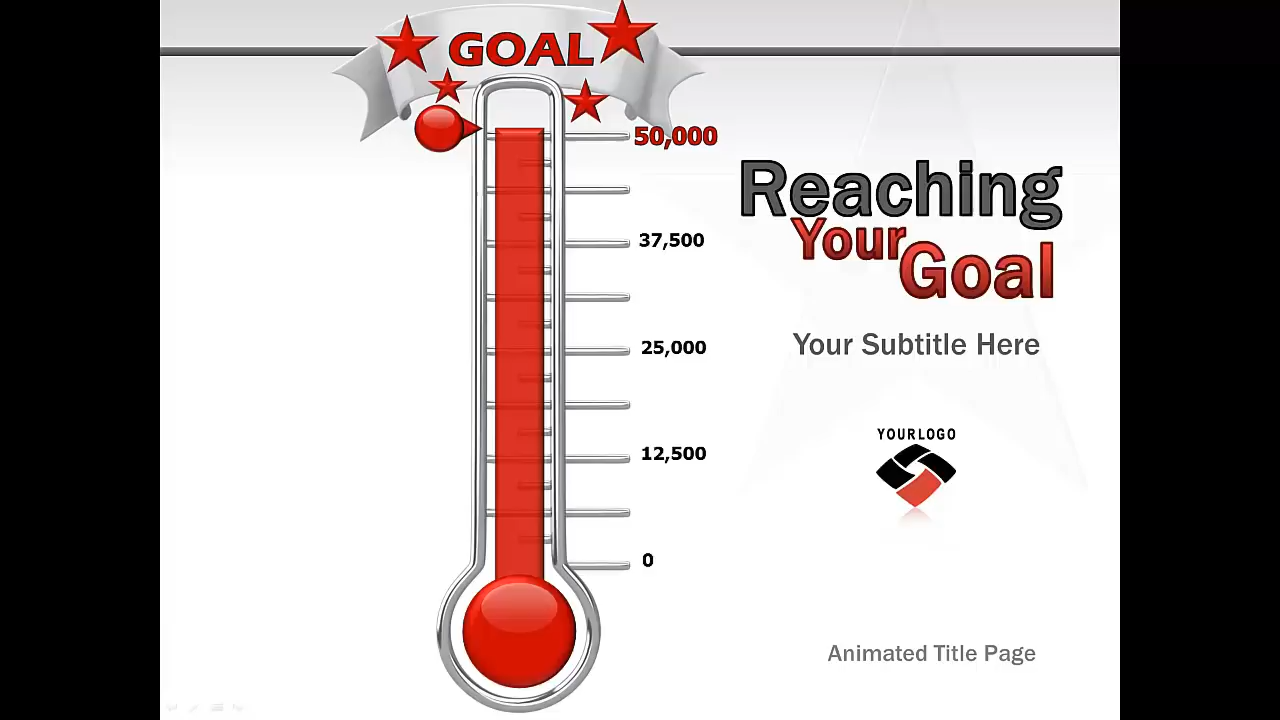 GOAL
50,000
37,500
25,000
12,500
0
Reaching
Your
Goal
Your Subtitle Here
YOURLOGO
Animated Title Page